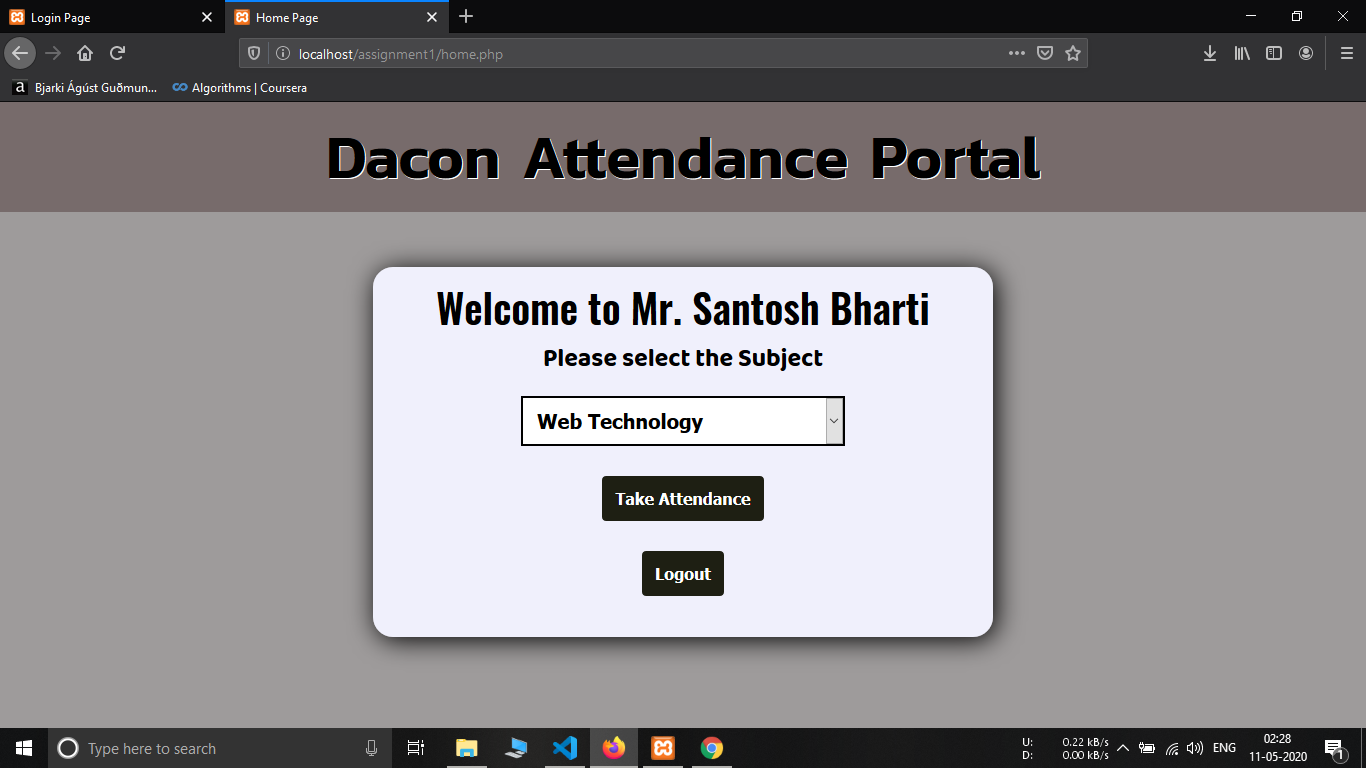 Login Page
Home Page
localhost/assignment1/home.php
a Bjarki Ágúst Guðmun...
Algorithms | Coursera
Dacon Attendance Portal
Welcome to Mr. Santosh Bharti
Please select the Subject
Web Technology
Take Attendance
Logout
Type here to search
U: 0.22 kB/s
D: 0.00 kB/s
ENG
02:28
11-05-2020
1